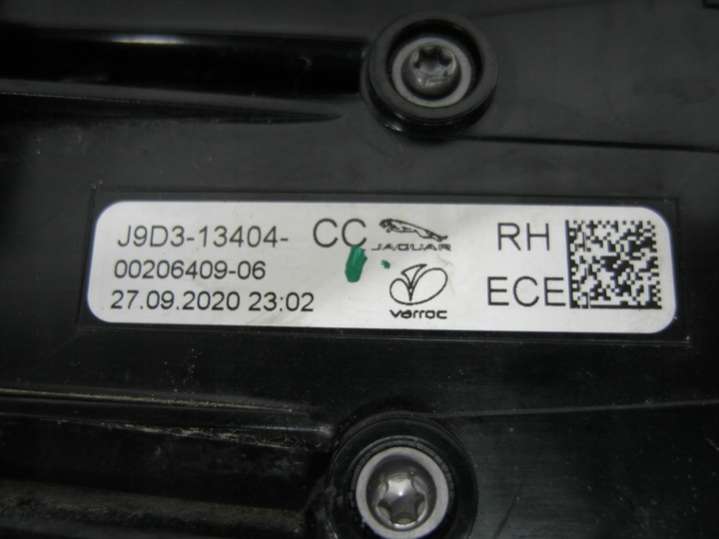 J9D3-13404- CC JAGUAR RH
00206409-06
27.09.2020 23:02 varroc ECE